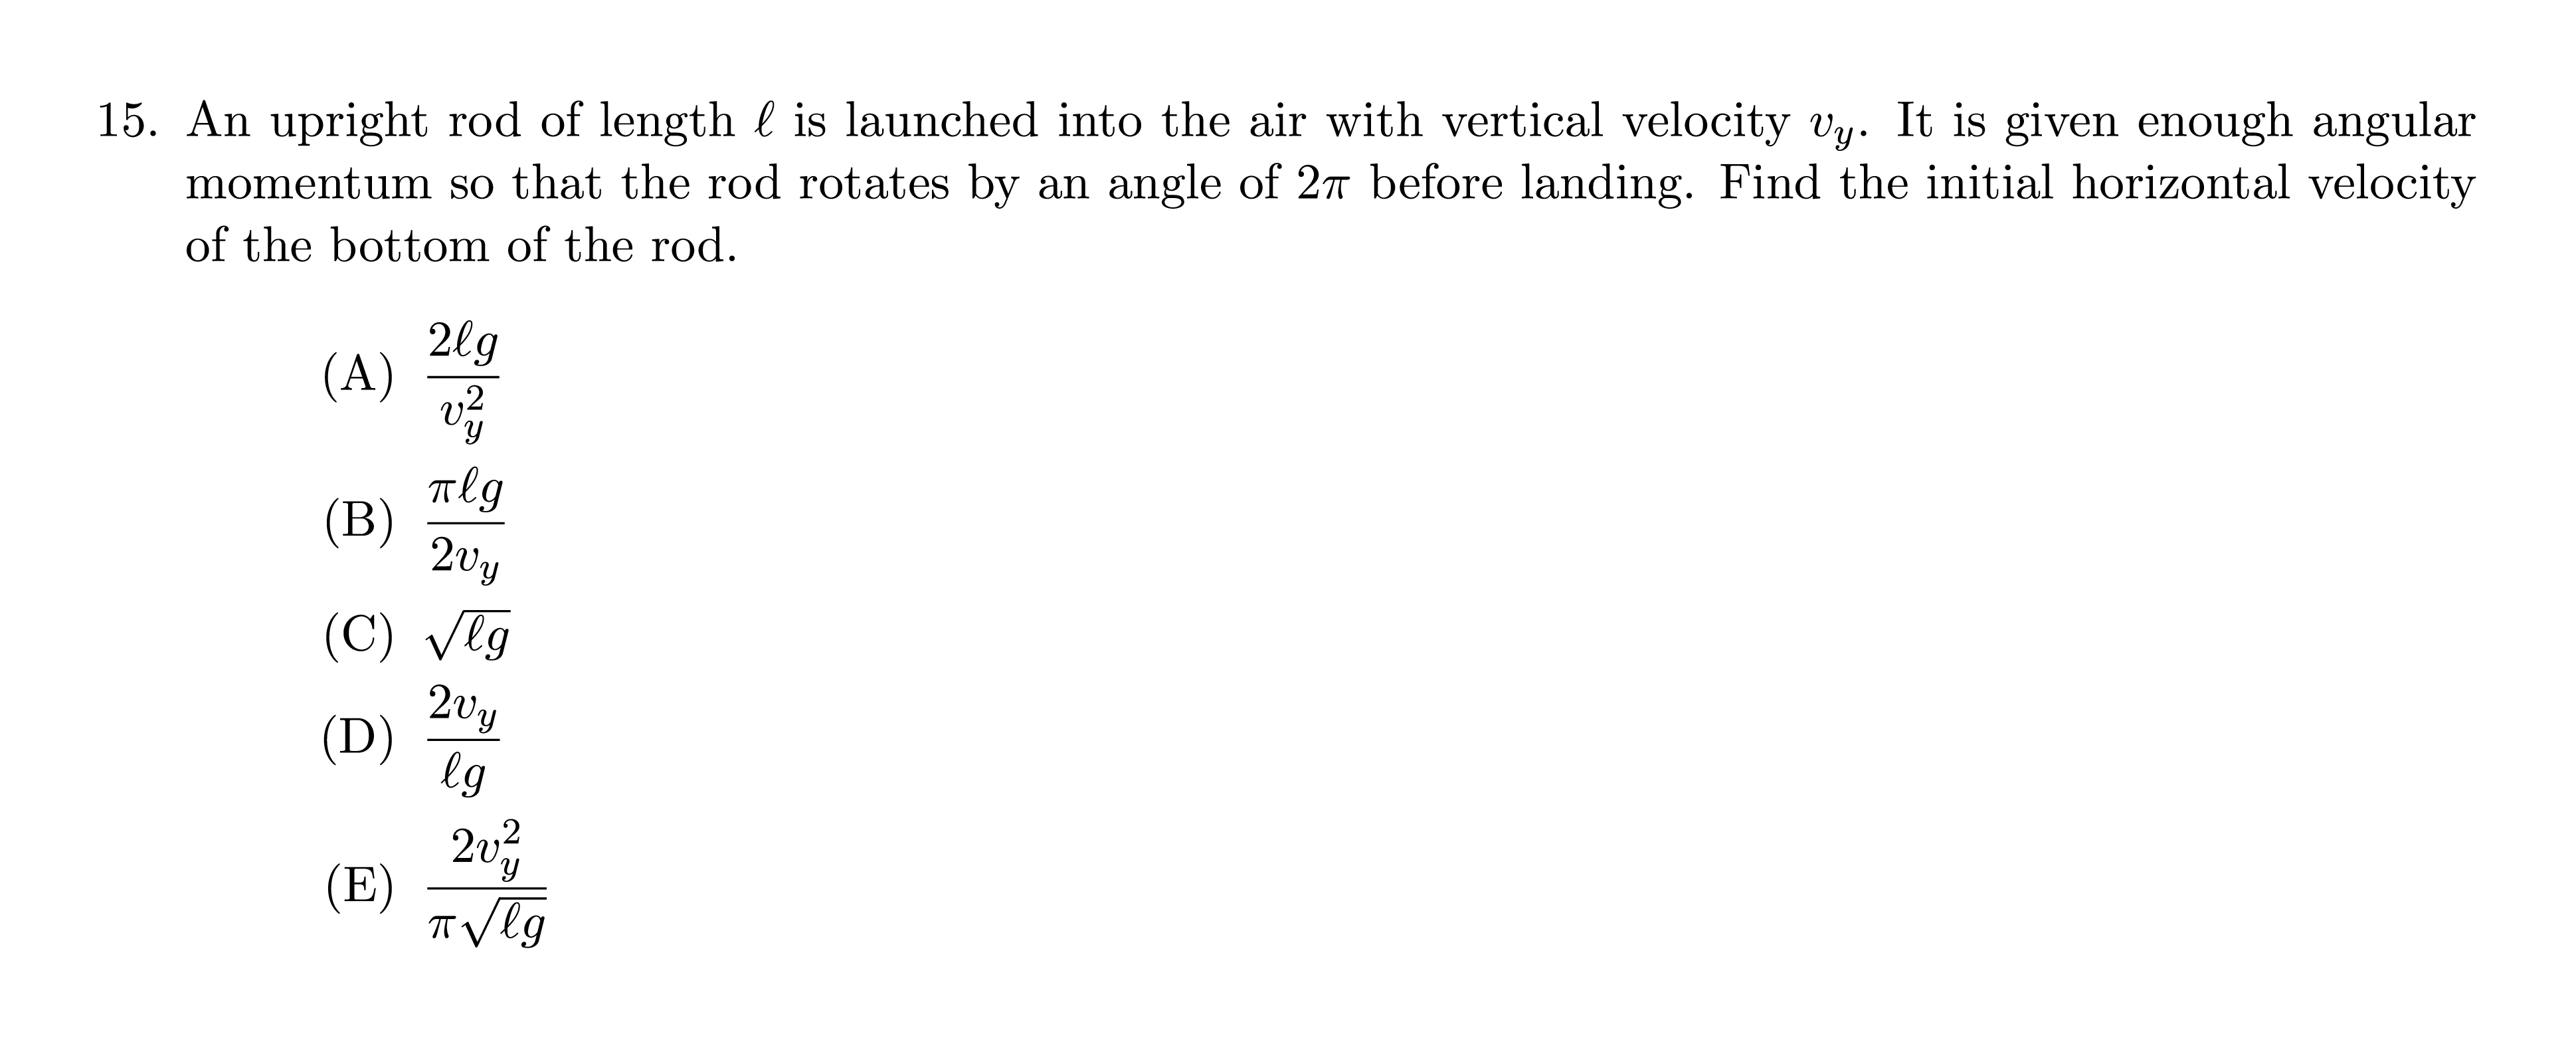 15. An upright rod of length ℓ is launched into the air with vertical velocity $v_y$. It is given enough angular
momentum so that the rod rotates by an angle of $2\pi$ before landing. Find the initial horizontal velocity
of the bottom of the rod.
(A) $\frac{2\ell g}{v_y^2}$
(B) $\frac{\pi \ell g}{2v_y}$
(C) $\sqrt{\ell g}$
(D) $\frac{2v_y}{\ell g}$
(E) $\frac{2v_y^2}{\pi\sqrt{\ell g}}$